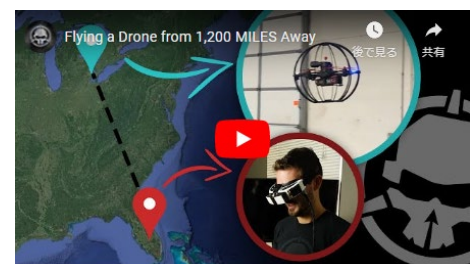 Flying a Drone from 1,200 MILES Away
後で見る
共有